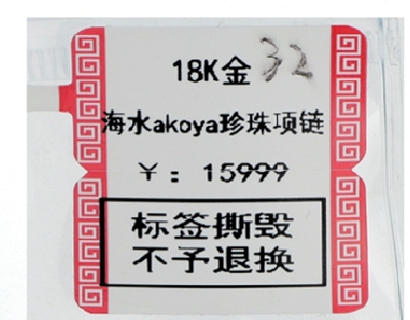 18K金 32
海水akoya珍珠项链
￥：15999
标签撕毁
不予退换